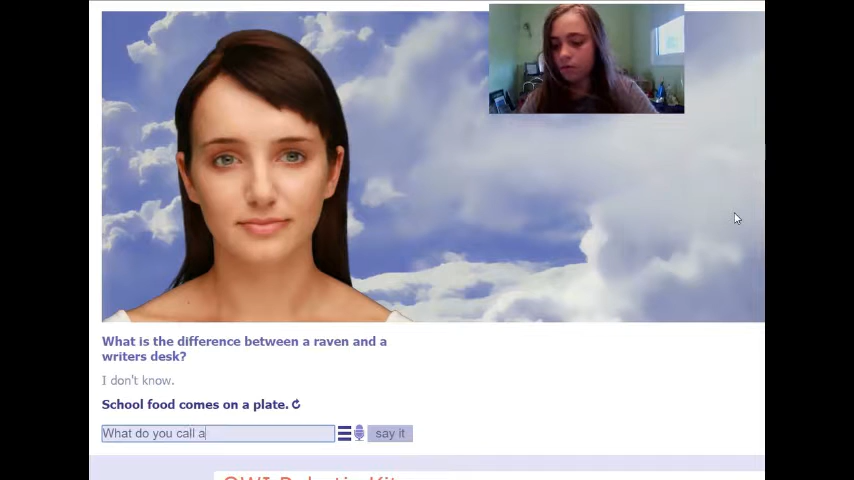 What is the difference between a raven and a
writers desk?
I don't know.
School food comes on a plate.
What do you call a
say it